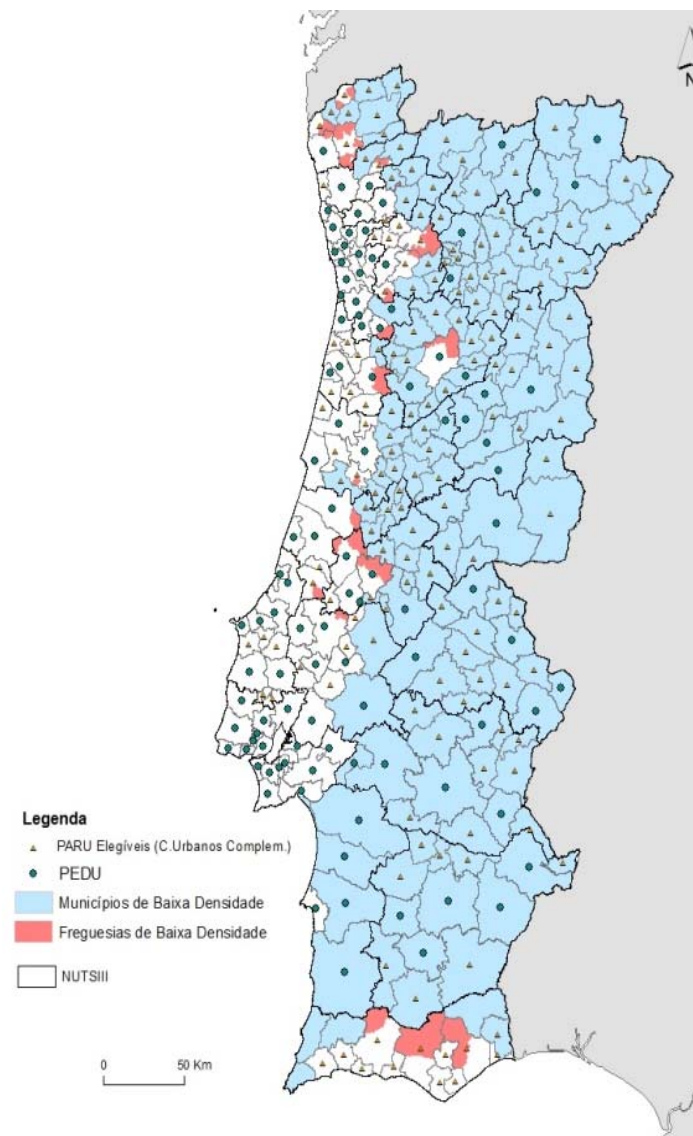 N
Legenda
PARU Elegíveis (C.Urbanos Complem.)
PEDU
Municípios de Baixa Densidade
Freguesias de Baixa Densidade
NUTSIII
0 50 Km